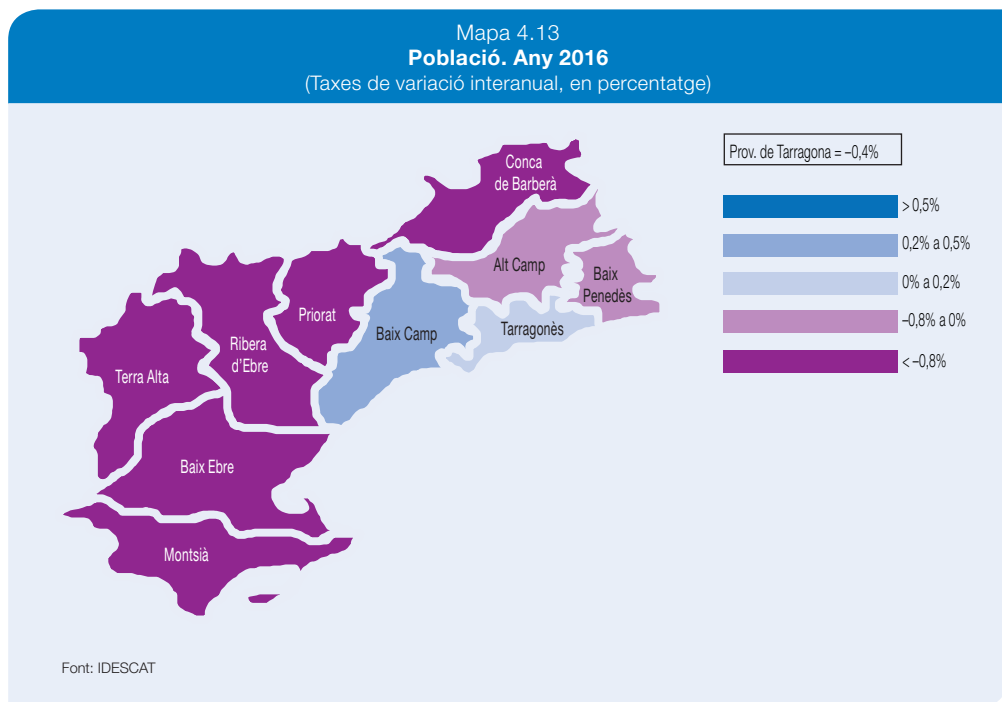 Mapa 4.13
Població. Any 2016
(Taxes de variació interanual, en percentatge)
Prov. de Tarragona = –0,4%
> 0,5%
0,2% a 0,5%
0% a 0,2%
–0,8% a 0%
< –0,8%
Conca
de Barberà
Alt Camp
Baix
Penedès
Priorat
Baix Camp
Tarragonès
Ribera
d'Ebre
Terra Alta
Baix Ebre
Montsià
Font: IDESCAT